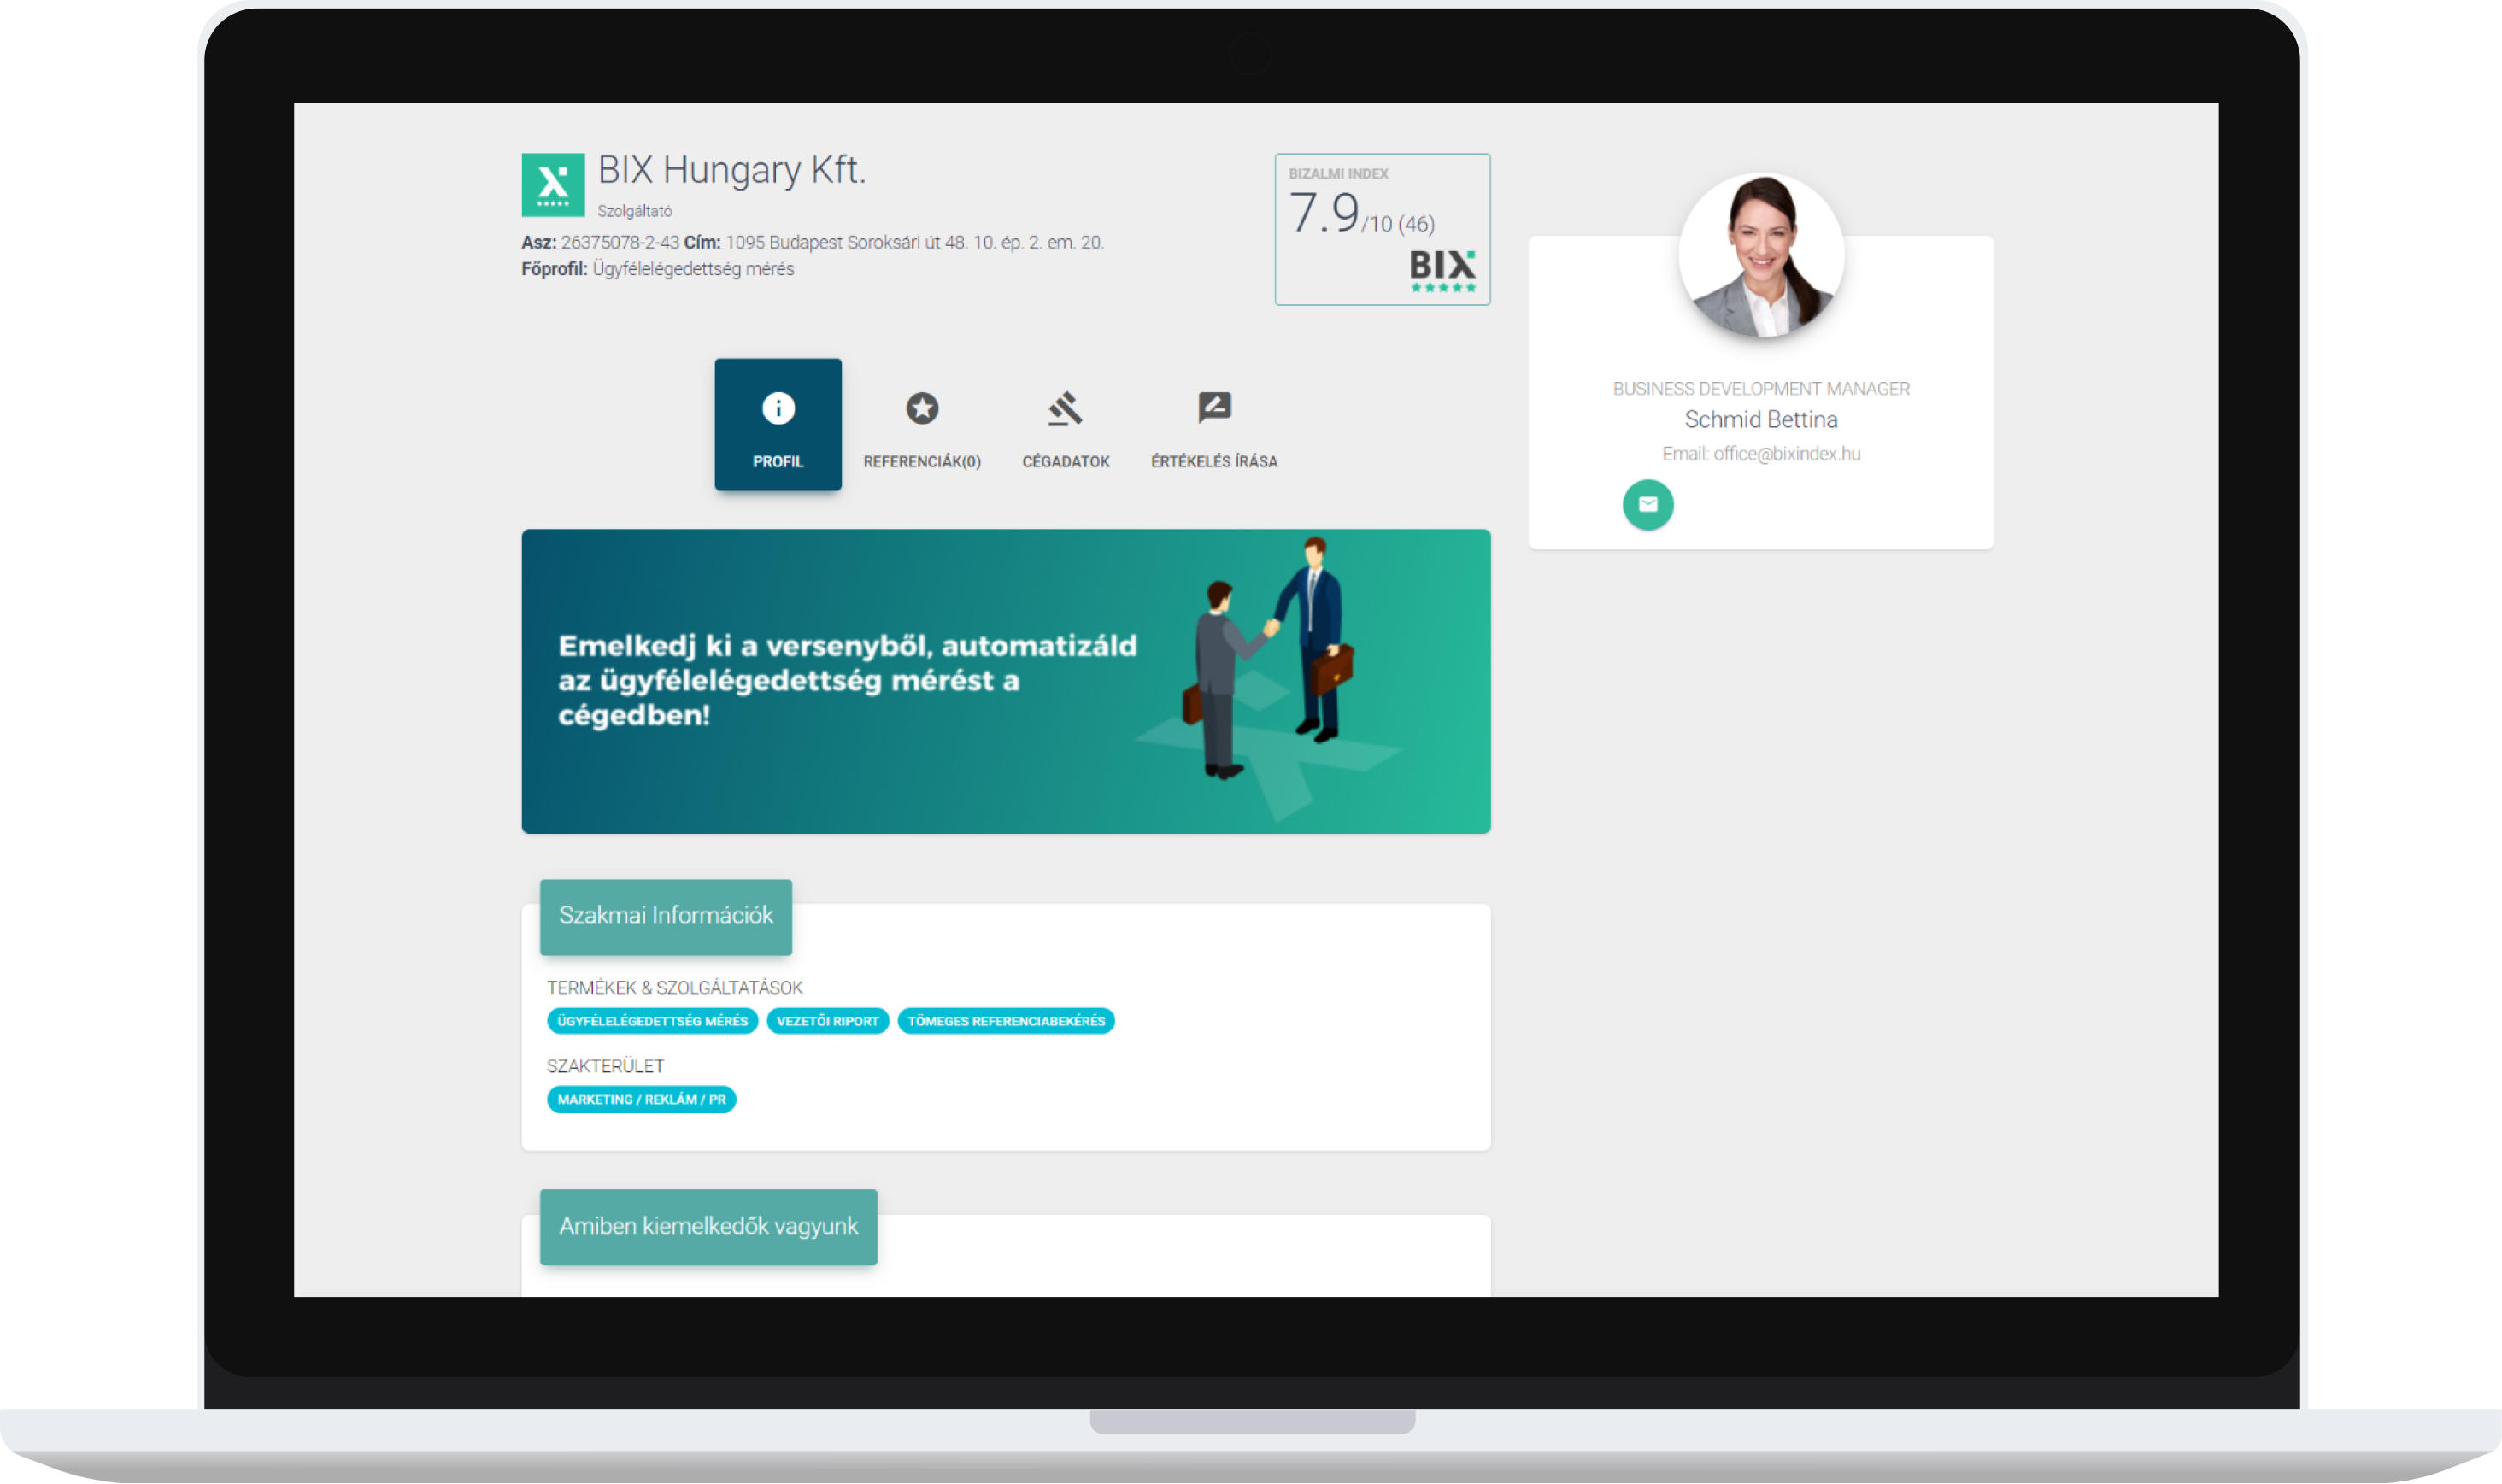 BIX Hungary Kft.
Szolgáltató
Asz: 26375078-2-43 Cím: 1095 Budapest Soroksári út 48. 10. ép. 2. em. 20.
Főprofil: Ügyfélelégedettség mérés
BIZALMI INDEX
7.9/10 (46)
BIX
PROFIL
REFERENCIÁK(0)
CÉGADATOK
ÉRTÉKELÉS ÍRÁSA
BUSINESS DEVELOPMENT MANAGER
Schmid Bettina
Email: office@bixindex.hu
Emelkedj ki a versenyből, automatizáld
az ügyfélelégedettség mérést a
cégedben!
Szakmai Információk
TERMÉKEK & SZOLGÁLTATÁSOK
ÜGYFÉLELÉGEDETTSÉG MÉRÉS
VEZETŐI RIPORT
TÖMEGES REFERENCIABEKÉRÉS
SZAKTERÜLET
MARKETING / REKLÁM / PR
Amiben kiemelkedők vagyunk